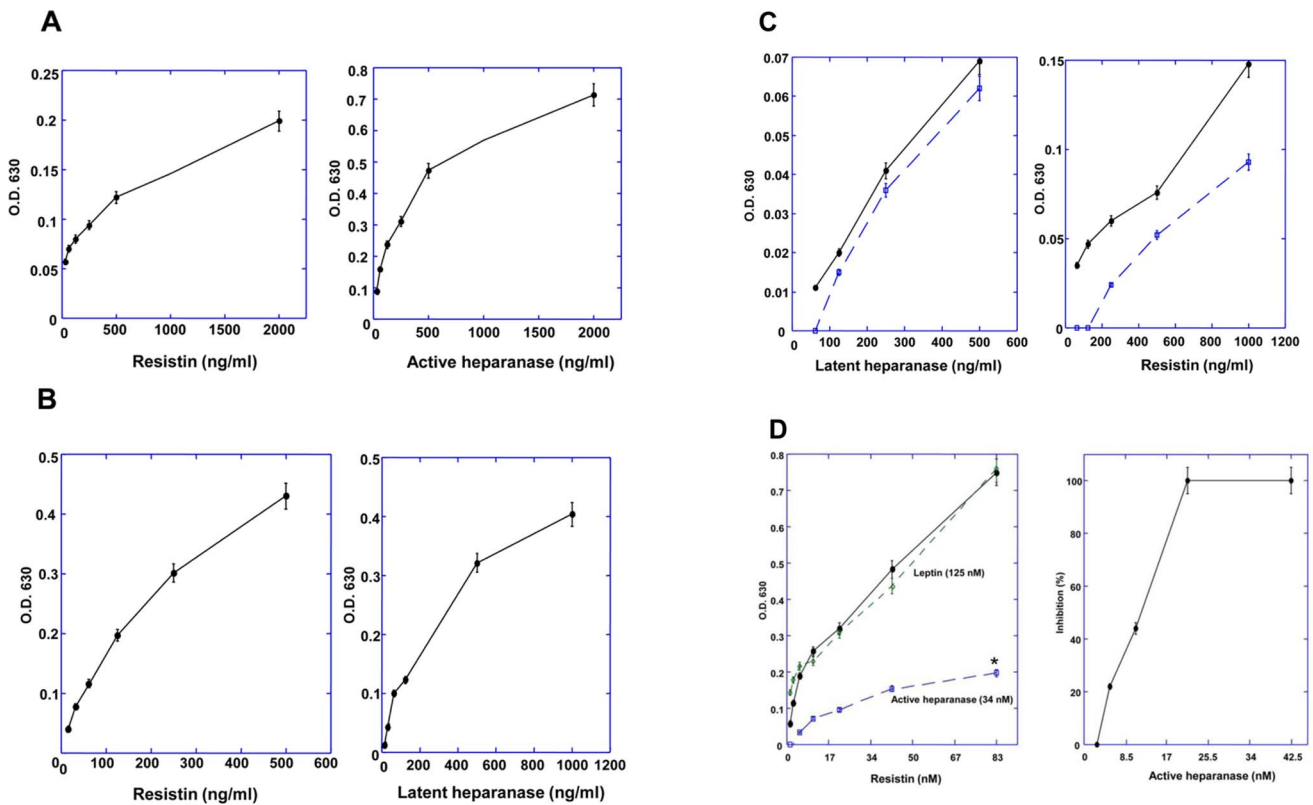 A
0.25
0.2
0.15
0.1
0.05
0
O.D. 630
0 500 1000 1500 2000
Resistin (ng/ml)
0.8
0.7
0.6
0.5
0.4
0.3
0.2
0.1
0
O.D. 630
0 500 1000 1500 2000
Active heparanase (ng/ml)
B
0.5
0.4
0.3
0.2
0.1
0
O.D. 630
0 100 200 300 400 500 600
Resistin (ng/ml)
0.5
0.4
0.3
0.2
0.1
0
O.D. 630
0 200 400 600 800 1000 1200
Latent heparanase (ng/ml)
C
0.07
0.06
0.05
0.04
0.03
0.02
0.01
0
O.D. 630
0 100 200 300 400 500 600
Latent heparanase (ng/ml)
0.15
0.1
0.05
0
O.D. 630
0 200 400 600 800 1000 1200
Resistin (ng/ml)
D
0.8
0.7
0.6
0.5
0.4
0.3
0.2
0.1
0
O.D. 630
Leptin (125 nM)
*
Active heparanase (34 nM)
0 17 34 44 50 67 83
Resistin (nM)
100
80
60
40
20
0
Inhibition (%)
0 8.5 17 25.5 34 42.5
Active heparanase (nM)